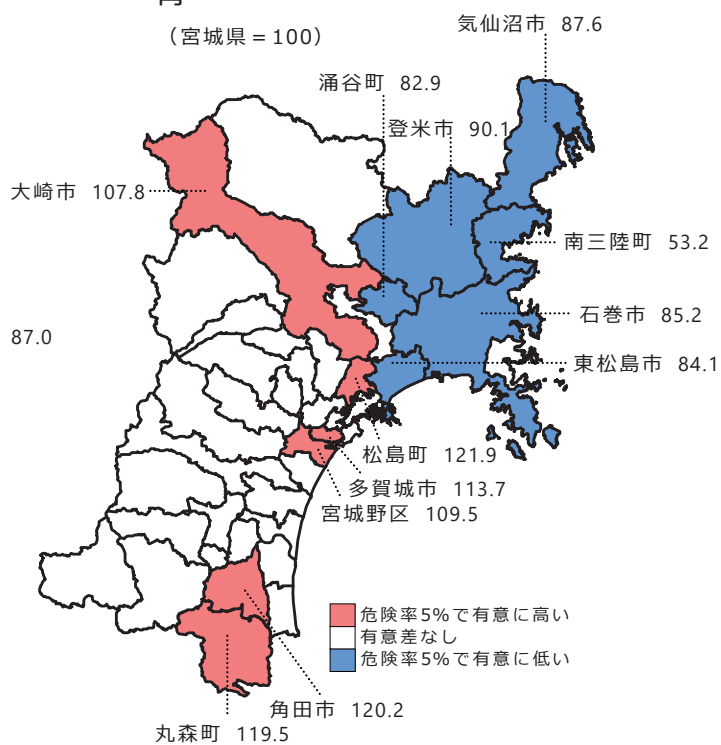 （宮城県＝100）
気仙沼市 87.6
涌谷町 82.9
登米市 90.1
大崎市 107.8
南三陸町 53.2
石巻市 85.2
87.0
東松島市 84.1
松島町 121.9
多賀城市 113.7
宮城野区 109.5
危険率5%で有意に高い
有意差なし
危険率5%で有意に低い
角田市 120.2
丸森町 119.5